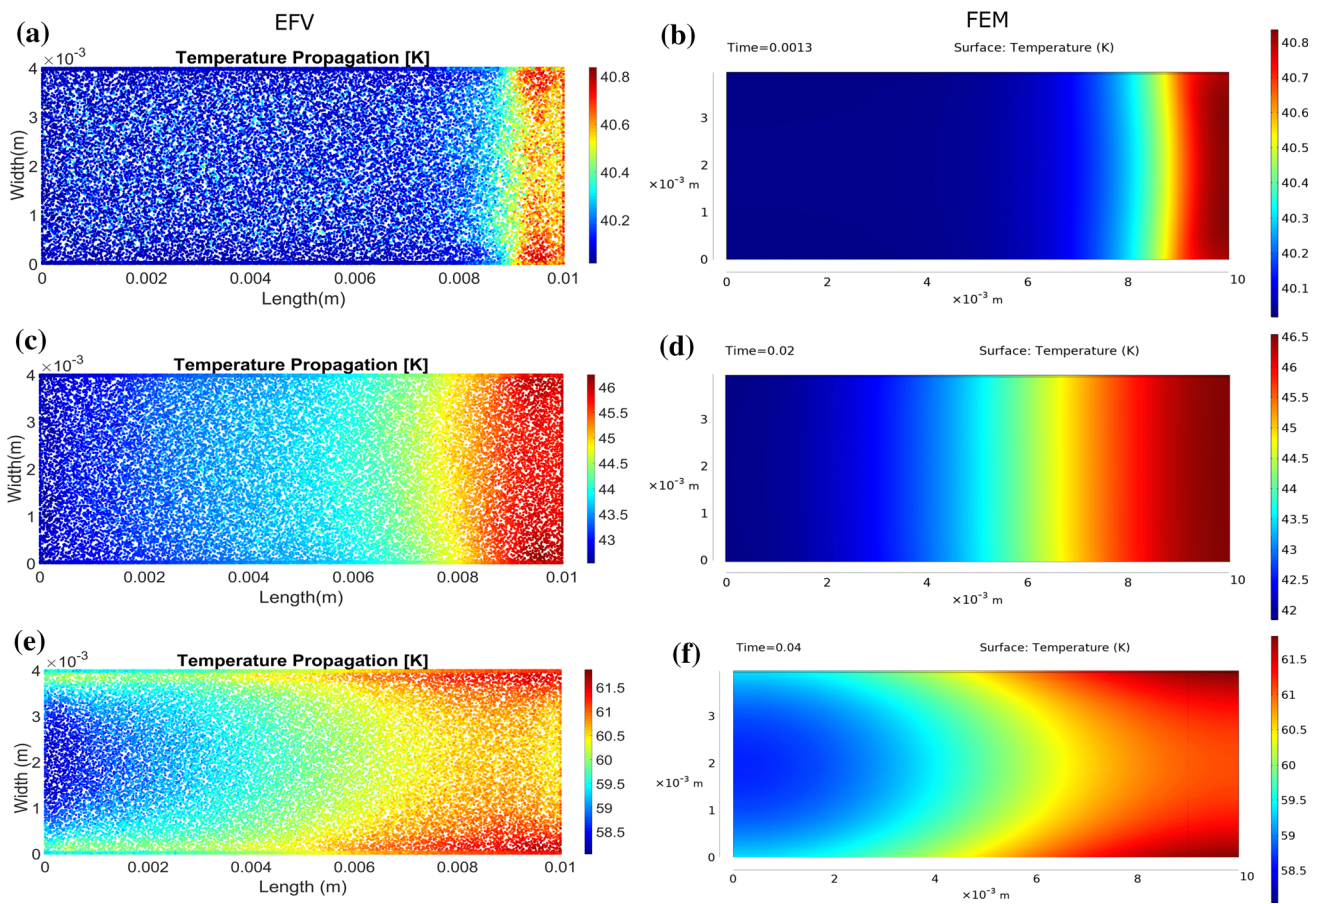 EFV
FEM
(a)
×10⁻³
Temperature Propagation [K]
4
3
2
1
0
Width(m)
0 0.002 0.004 0.006 0.008 0.01
Length(m)
40.8
40.6
40.4
40.2
(b)
Time=0.0013 Surface: Temperature (K)
3
2
×10⁻³ m
1
0
0 2 4 6 8 10
×10⁻³ m
40.8
40.7
40.6
40.5
40.4
40.3
40.2
40.1
(c)
×10⁻³
Temperature Propagation [K]
4
3
2
1
0
Width(m)
0 0.002 0.004 0.006 0.008 0.01
Length(m)
46
45.5
45
44.5
44
43.5
43
(d)
Time=0.02 Surface: Temperature (K)
3
2
×10⁻³ m
1
0
0 2 4 6 8 10
×10⁻³ m
46.5
46
45.5
45
44.5
44
43.5
43
42.5
42
(e)
×10⁻³
Temperature Propagation [K]
4
3
2
1
0
Width (m)
0 0.002 0.004 0.006 0.008 0.01
Length (m)
61.5
61
60.5
60
59.5
59
58.5
(f)
Time=0.04 Surface: Temperature (K)
3
2
×10⁻³ m
1
0
0 2 4 6 8 10
×10⁻³ m
61.5
61
60.5
60
59.5
59
58.5